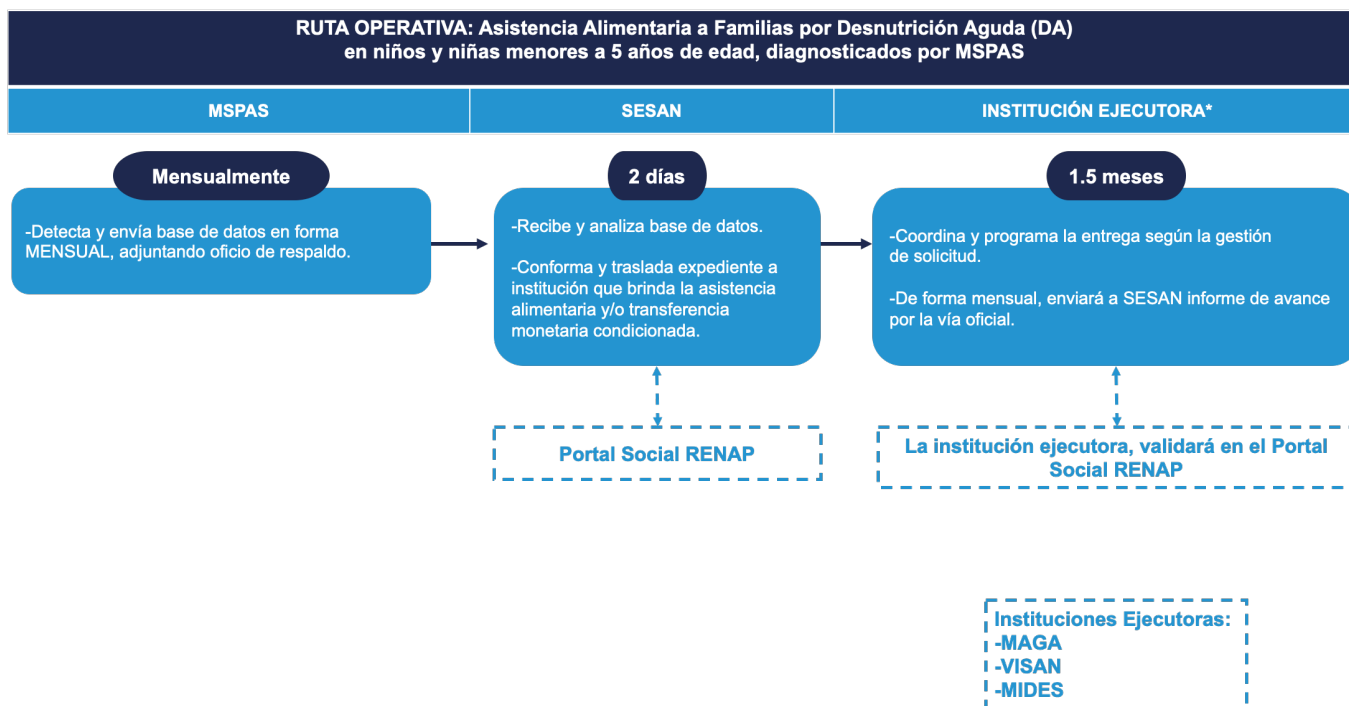 RUTA OPERATIVA: Asistencia Alimentaria a Familias por Desnutrición Aguda (DA)
en niños y niñas menores a 5 años de edad, diagnosticados por MSPAS
MSPAS
SESAN
INSTITUCIÓN EJECUTORA*
Mensualmente
-Detecta y envía base de datos en forma
MENSUAL, adjuntando oficio de respaldo.
2 días
-Recibe y analiza base de datos.
-Conforma y traslada expediente a
institución que brinda la asistencia
alimentaria y/o transferencia
monetaria condicionada.
1.5 meses
-Coordina y programa la entrega según la gestión
de solicitud.
-De forma mensual, enviará a SESAN informe de avance
por la vía oficial.
Portal Social RENAP
La institución ejecutora, validará en el Portal
Social RENAP
Instituciones Ejecutoras:
-MAGA
-VISAN
-MIDES